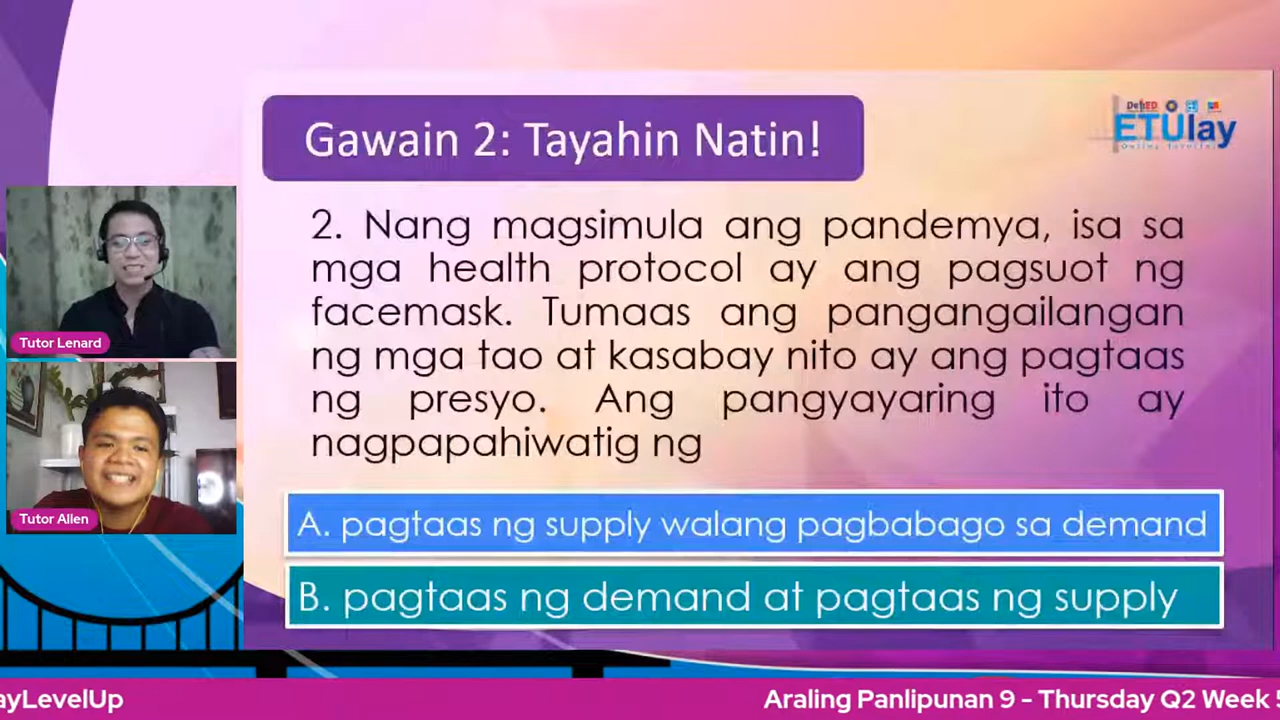 Gawain 2: Tayahin Natin!
DepED
ETUlay
2. Nang magsimula ang pandemya, isa sa
mga health protocol ay ang pagsuot ng
facemask. Tumaas ang pangangailangan
ng mga tao at kasabay nito ay ang pagtaas
ng presyo. Ang pangyayaring ito ay
nagpapahiwatig ng
Tutor Lenard
Tutor Allen
A. pagtaas ng supply walang pagbabago sa demand
B. pagtaas ng demand at pagtaas ng supply
ayLevelUp
Araling Panlipunan 9 - Thursday Q2 Week 5